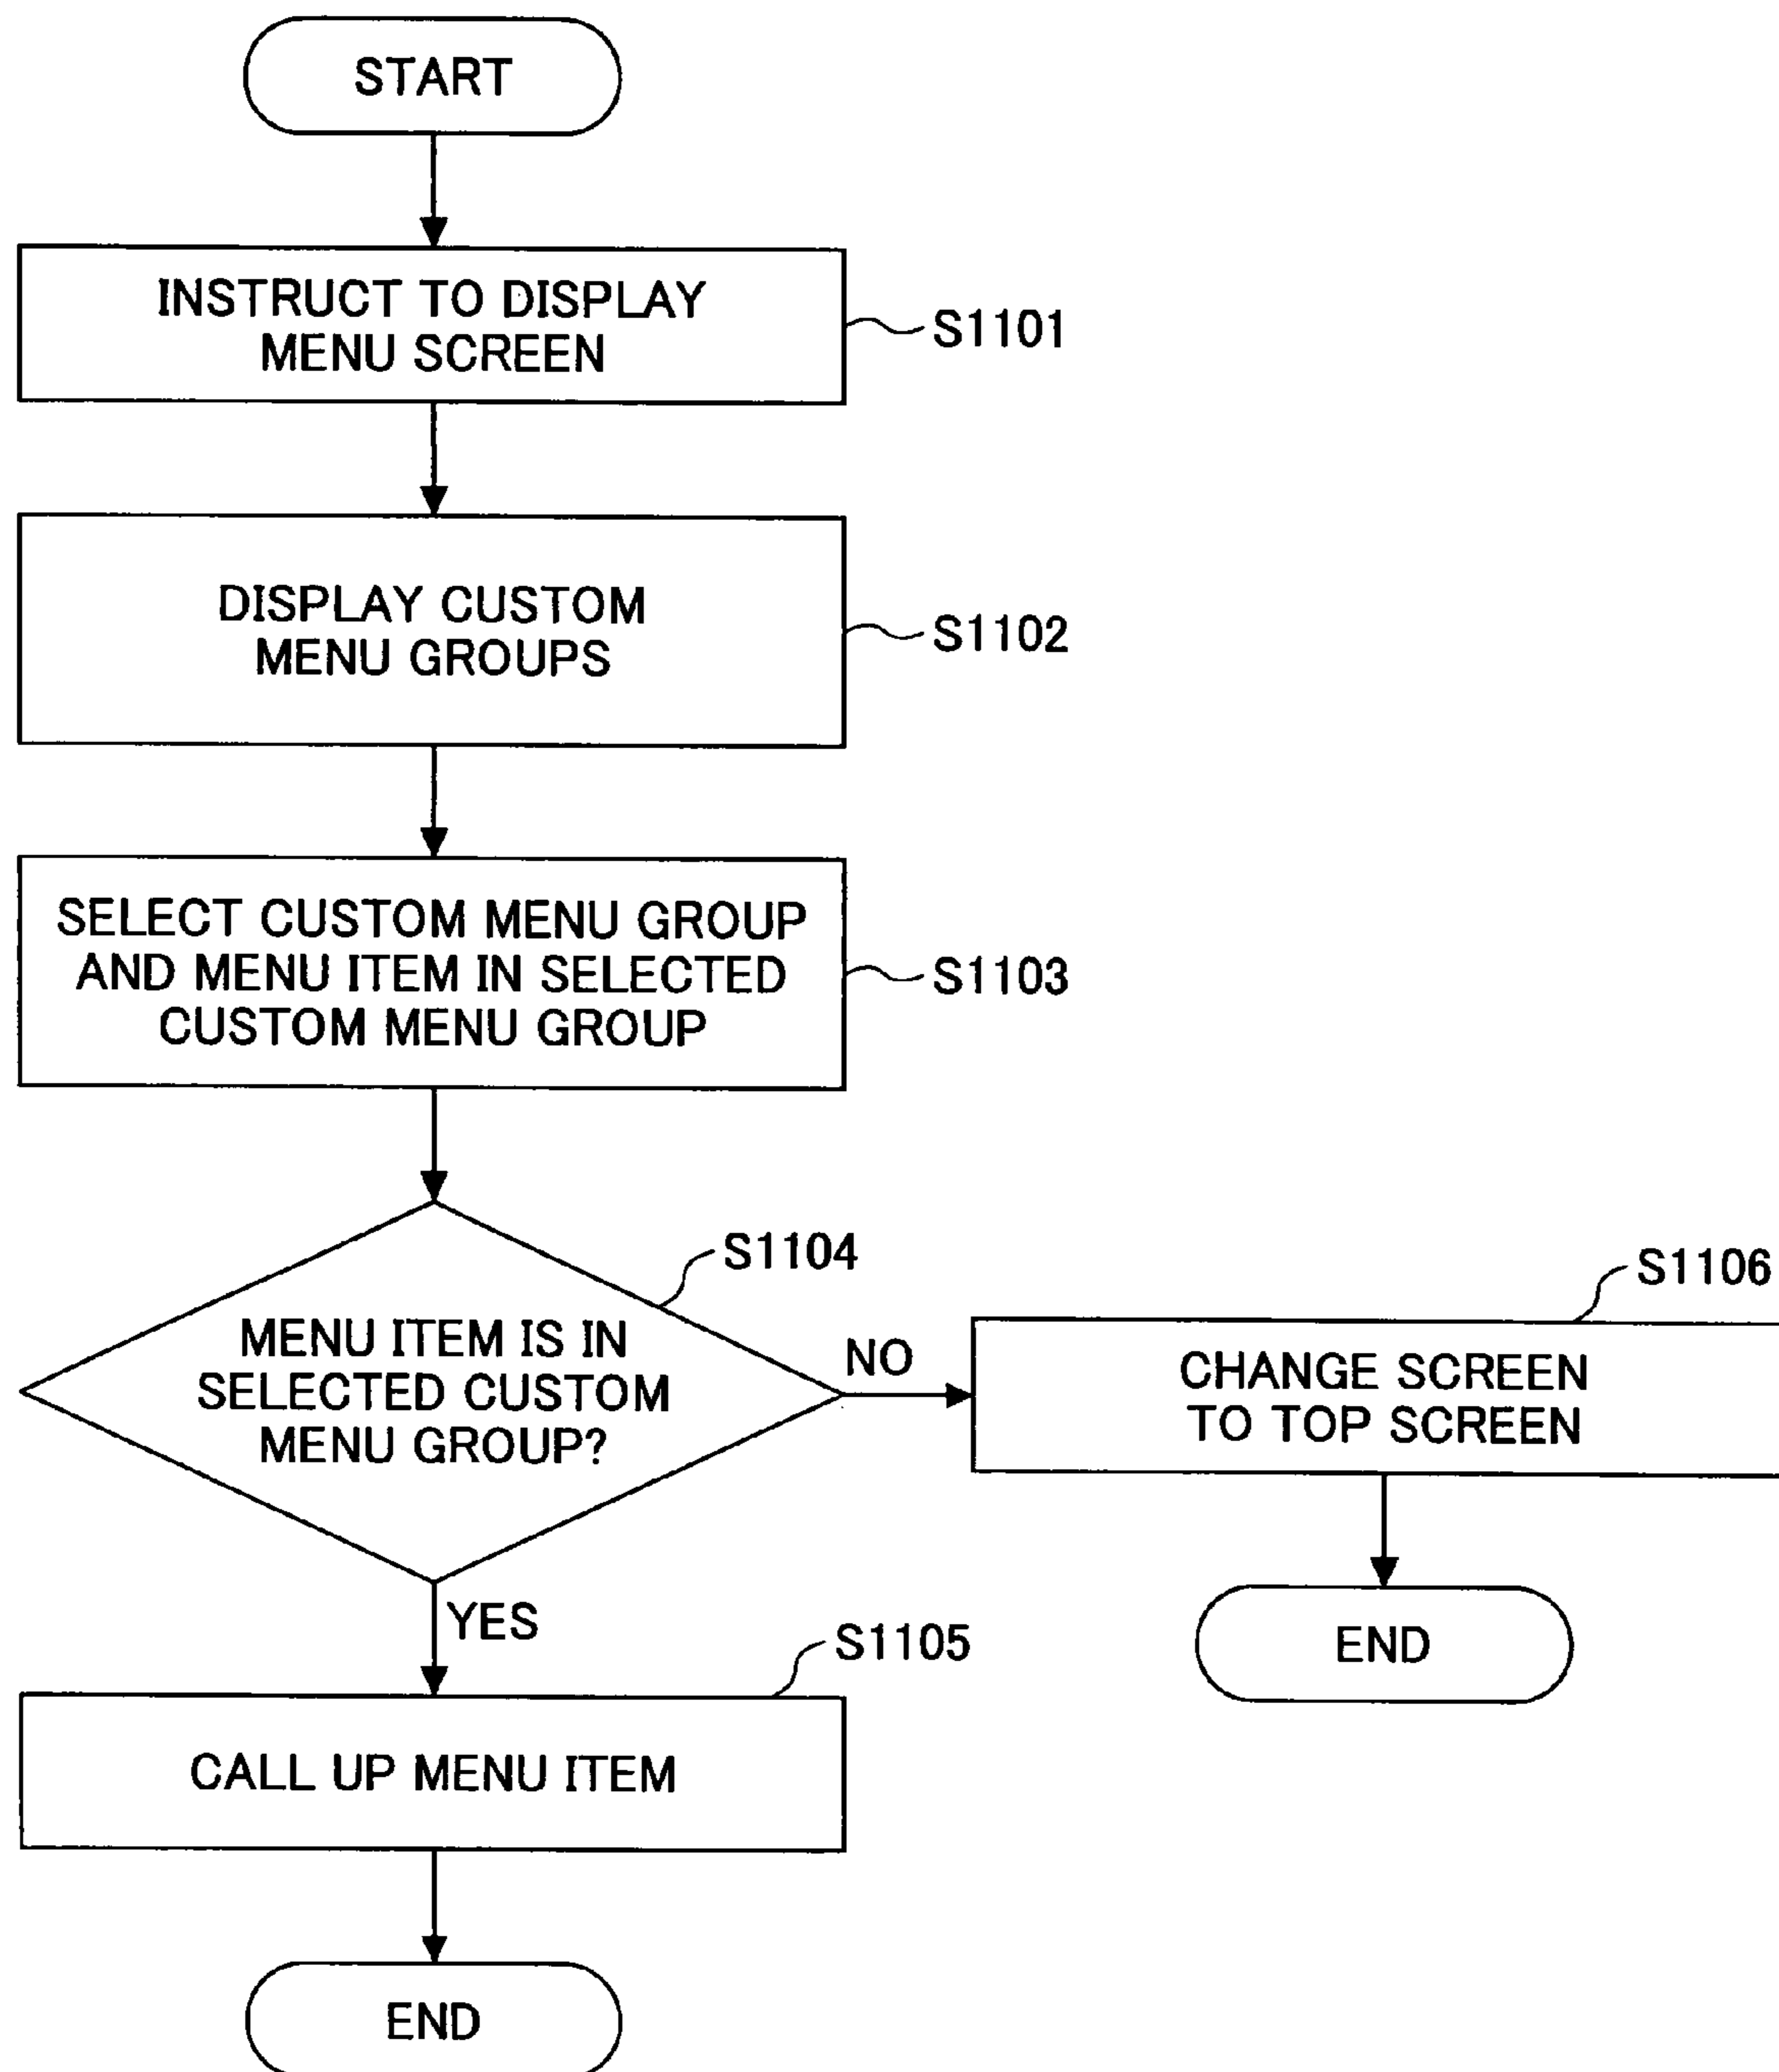 START
INSTRUCT TO DISPLAY
MENU SCREEN
S1101
DISPLAY CUSTOM
MENU GROUPS
S1102
SELECT CUSTOM MENU GROUP
AND MENU ITEM IN SELECTED
CUSTOM MENU GROUP
S1103
S1104
MENU ITEM IS IN
SELECTED CUSTOM
MENU GROUP?
NO
S1106
CHANGE SCREEN
TO TOP SCREEN
END
YES
S1105
CALL UP MENU ITEM
END